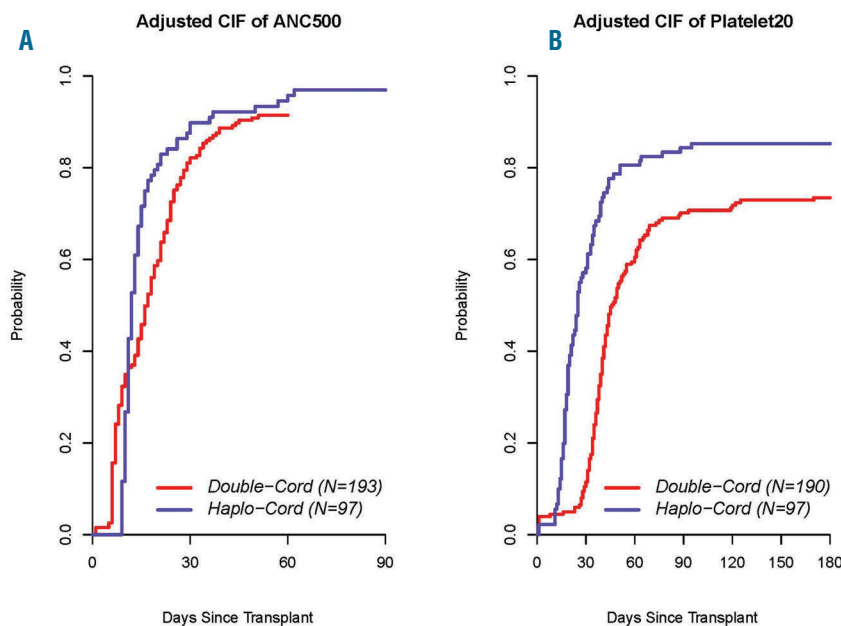 A
Adjusted CIF of ANC500
Probability
1.0
0.8
0.6
0.4
0.2
0.0
Double−Cord (N=193)
Haplo−Cord (N=97)
0 30 60 90
Days Since Transplant
B
Adjusted CIF of Platelet20
Probability
1.0
0.8
0.6
0.4
0.2
0.0
Double−Cord (N=190)
Haplo−Cord (N=97)
0 30 60 90 120 150 180
Days Since Transplant